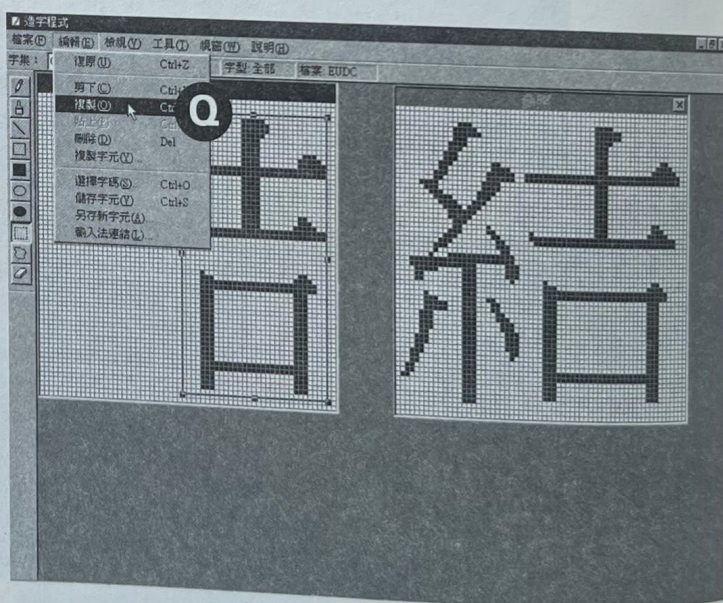 造字程式
檔案(F) 編輯(E) 檢視(V) 工具(T) 視窗(W) 說明(H)
字集： 字型:全部 檔案:EUDC
復原(U) Ctrl+Z
剪下(C)
複製(O)
Q
貼上(P)
刪除(D) Del
複製字元(Y)...
選擇字碼(S) Ctrl+O
儲存字元(V) Ctrl+S
另存新字元(A)
輸入法連結(L)...
吉
結